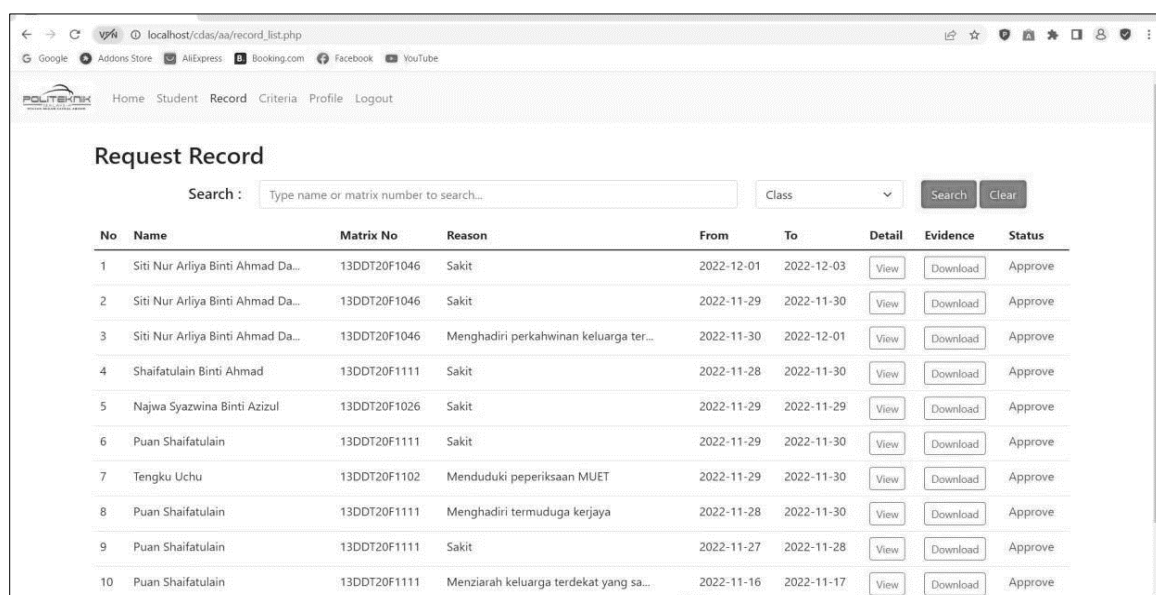 VPN localhost/cdas/aa/record_list.php
G Google Addons Store AliExpress B. Booking.com Facebook YouTube
POLITEKNIK Home Student Record Criteria Profile Logout
Request Record
Search : Type name or matrix number to search... Class Search Clear
No Name Matrix No Reason From To Detail Evidence Status
1 Siti Nur Arliya Binti Ahmad Da... 13DDT20F1046 Sakit 2022-12-01 2022-12-03 View Download Approve
2 Siti Nur Arliya Binti Ahmad Da... 13DDT20F1046 Sakit 2022-11-29 2022-11-30 View Download Approve
3 Siti Nur Arliya Binti Ahmad Da... 13DDT20F1046 Menghadiri perkahwinan keluarga ter... 2022-11-30 2022-12-01 View Download Approve
4 Shaifatulain Binti Ahmad 13DDT20F1111 Sakit 2022-11-28 2022-11-30 View Download Approve
5 Najwa Syazwina Binti Azizul 13DDT20F1026 Sakit 2022-11-29 2022-11-29 View Download Approve
6 Puan Shaifatulain 13DDT20F1111 Sakit 2022-11-29 2022-11-30 View Download Approve
7 Tengku Uchu 13DDT20F1102 Menduduki peperiksaan MUET 2022-11-29 2022-11-30 View Download Approve
8 Puan Shaifatulain 13DDT20F1111 Menghadiri termuduga kerjaya 2022-11-28 2022-11-30 View Download Approve
9 Puan Shaifatulain 13DDT20F1111 Sakit 2022-11-27 2022-11-28 View Download Approve
10 Puan Shaifatulain 13DDT20F1111 Menziarah keluarga terdekat yang sa... 2022-11-16 2022-11-17 View Download Approve